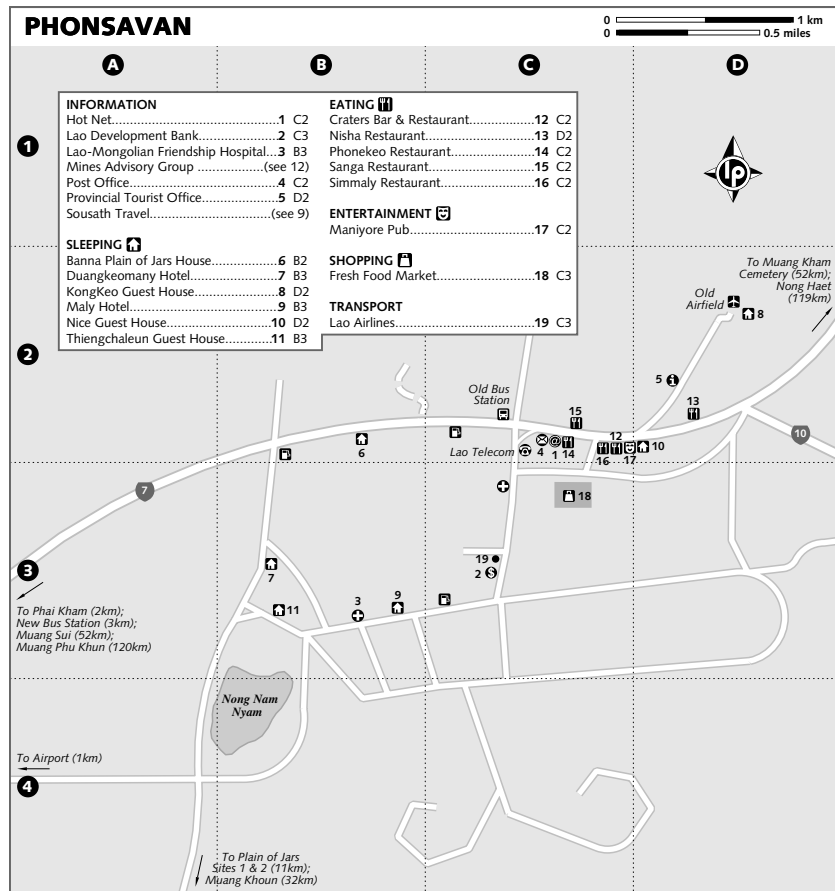 PHONSAVAN
0 1 km
0 0.5 miles
A B C D
1
2
3
4
INFORMATION
Hot Net....................................1 C2
Lao Development Bank....................2 C3
Lao-Mongolian Friendship Hospital...3 B3
Mines Advisory Group ...............(see 12)
Post Office.................................4 C2
Provincial Tourist Office..................5 D2
Sousath Travel..........................(see 9)
SLEEPING
Banna Plain of Jars House...............6 B2
Duangkeomany Hotel.....................7 B3
KongKeo Guest House....................8 D2
Maly Hotel.................................9 B3
Nice Guest House........................10 D2
Thiengchaleun Guest House............11 B3
EATING
Craters Bar & Restaurant...............12 C2
Nisha Restaurant........................13 D2
Phonekeo Restaurant...................14 C2
Sanga Restaurant.......................15 C2
Simmaly Restaurant.....................16 C2
ENTERTAINMENT
Maniyore Pub............................17 C2
SHOPPING
Fresh Food Market......................18 C3
TRANSPORT
Lao Airlines..............................19 C3
lp
To Muang Kham
Cemetery (52km);
Nong Haet
(119km)
Old
Airfield
8
5
Old Bus
Station
15
13
12
10
6
Lao Telecom
4 1 14
16 17
10
7
18
19
2
7
3
9
11
To Phai Kham (2km);
New Bus Station (3km);
Muang Sui (52km);
Muang Phu Khun (120km)
Nong Nam
Nyam
To Airport (1km)
To Plain of Jars
Sites 1 & 2 (11km);
Muang Khoun (32km)